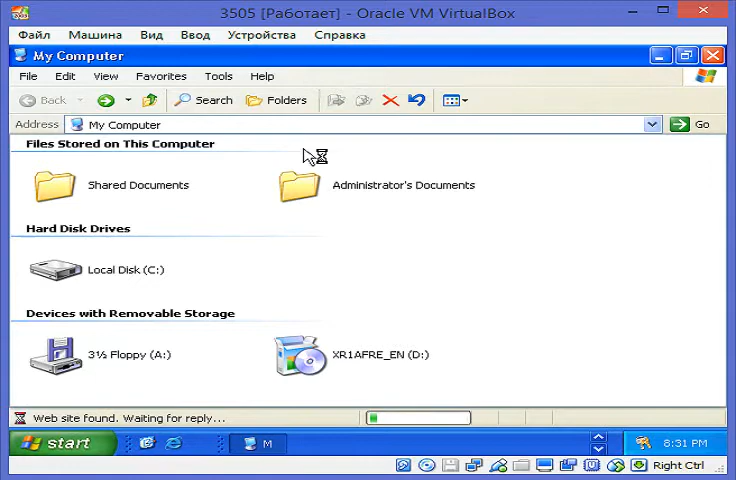 3505 [Работает] - Oracle VM VirtualBox
Файл Машина Вид Ввод Устройства Справка
My Computer
File Edit View Favorites Tools Help
Back Search Folders
Address My Computer Go
Files Stored on This Computer
Shared Documents Administrator's Documents
Hard Disk Drives
Local Disk (C:)
Devices with Removable Storage
3½ Floppy (A:) XR1AFRE_EN (D:)
Web site found. Waiting for reply...
start M 8:31 PM
Right Ctrl